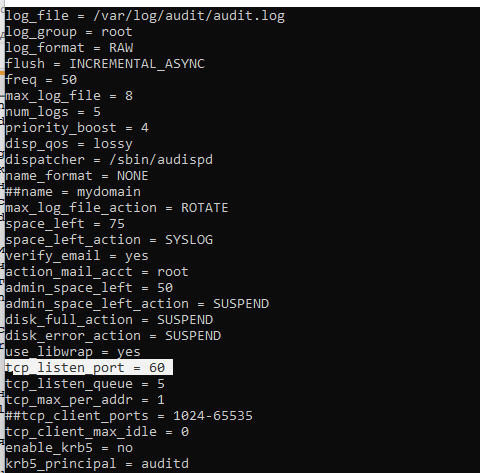 log_file = /var/log/audit/audit.log
log_group = root
log_format = RAW
flush = INCREMENTAL_ASYNC
freq = 50
max_log_file = 8
num_logs = 5
priority_boost = 4
disp_qos = lossy
dispatcher = /sbin/audispd
name_format = NONE
##name = mydomain
max_log_file_action = ROTATE
space_left = 75
space_left_action = SYSLOG
verify_email = yes
action_mail_acct = root
admin_space_left = 50
admin_space_left_action = SUSPEND
disk_full_action = SUSPEND
disk_error_action = SUSPEND
use_libwrap = yes
tcp_listen_port = 60
tcp_listen_queue = 5
tcp_max_per_addr = 1
##tcp_client_ports = 1024-65535
tcp_client_max_idle = 0
enable_krb5 = no
krb5_principal = auditd